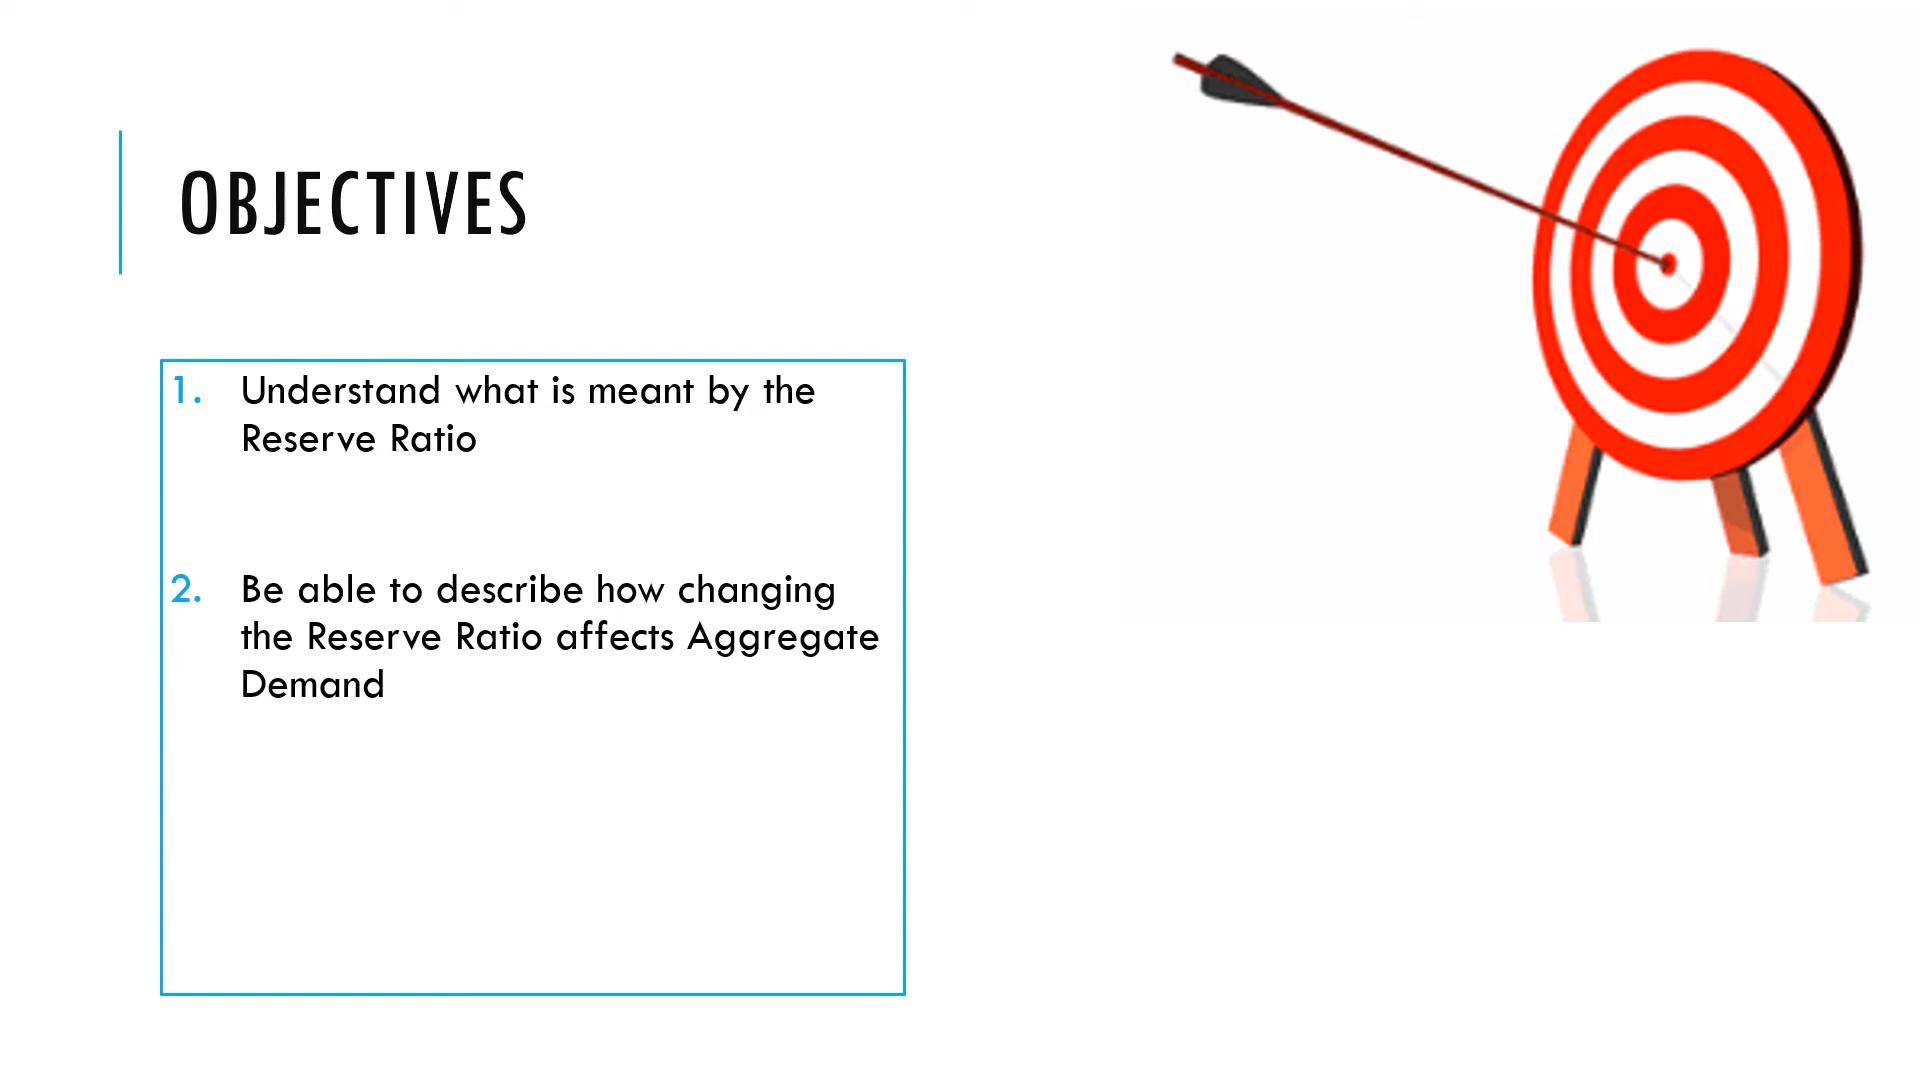 OBJECTIVES
1. Understand what is meant by the
Reserve Ratio
2. Be able to describe how changing
the Reserve Ratio affects Aggregate
Demand